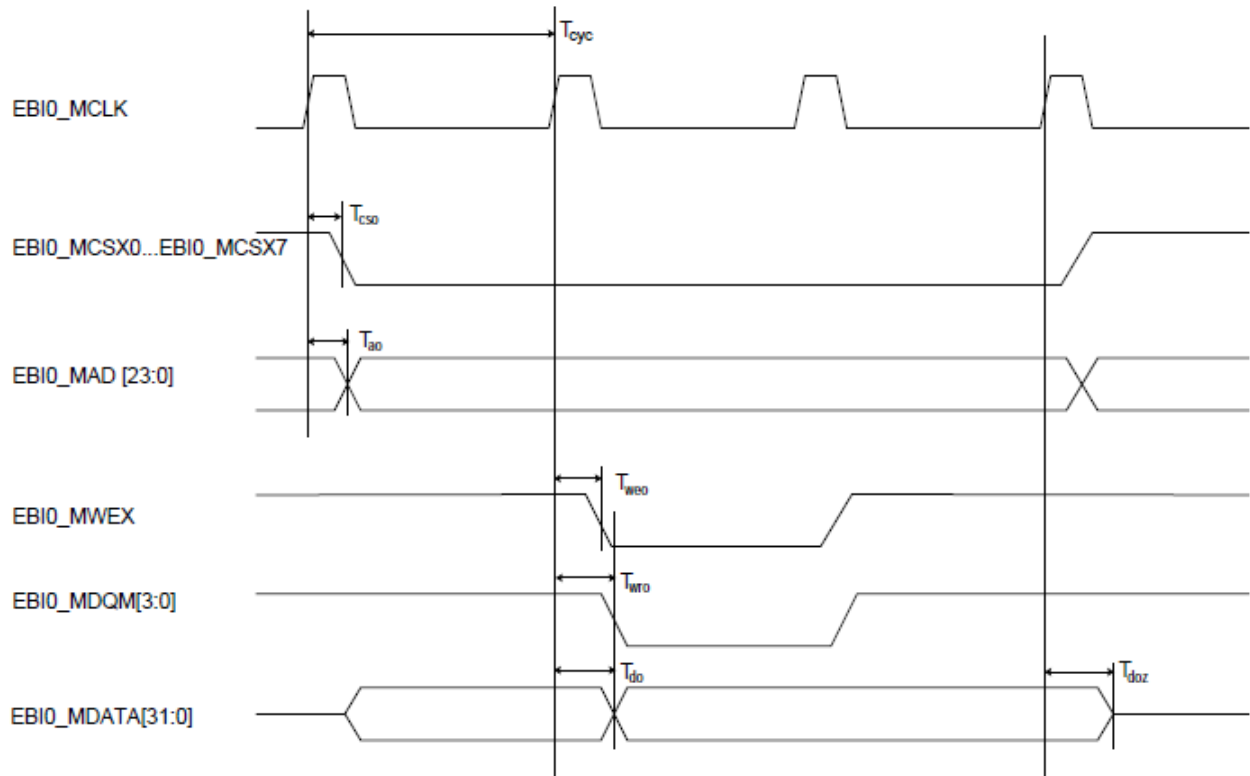 Tcyc
EBI0_MCLK
Tcso
EBI0_MCSX0...EBI0_MCSX7
Tao
EBI0_MAD [23:0]
Tweo
EBI0_MWEX
Twro
EBI0_MDQM[3:0]
Tdo
Tdoz
EBI0_MDATA[31:0]